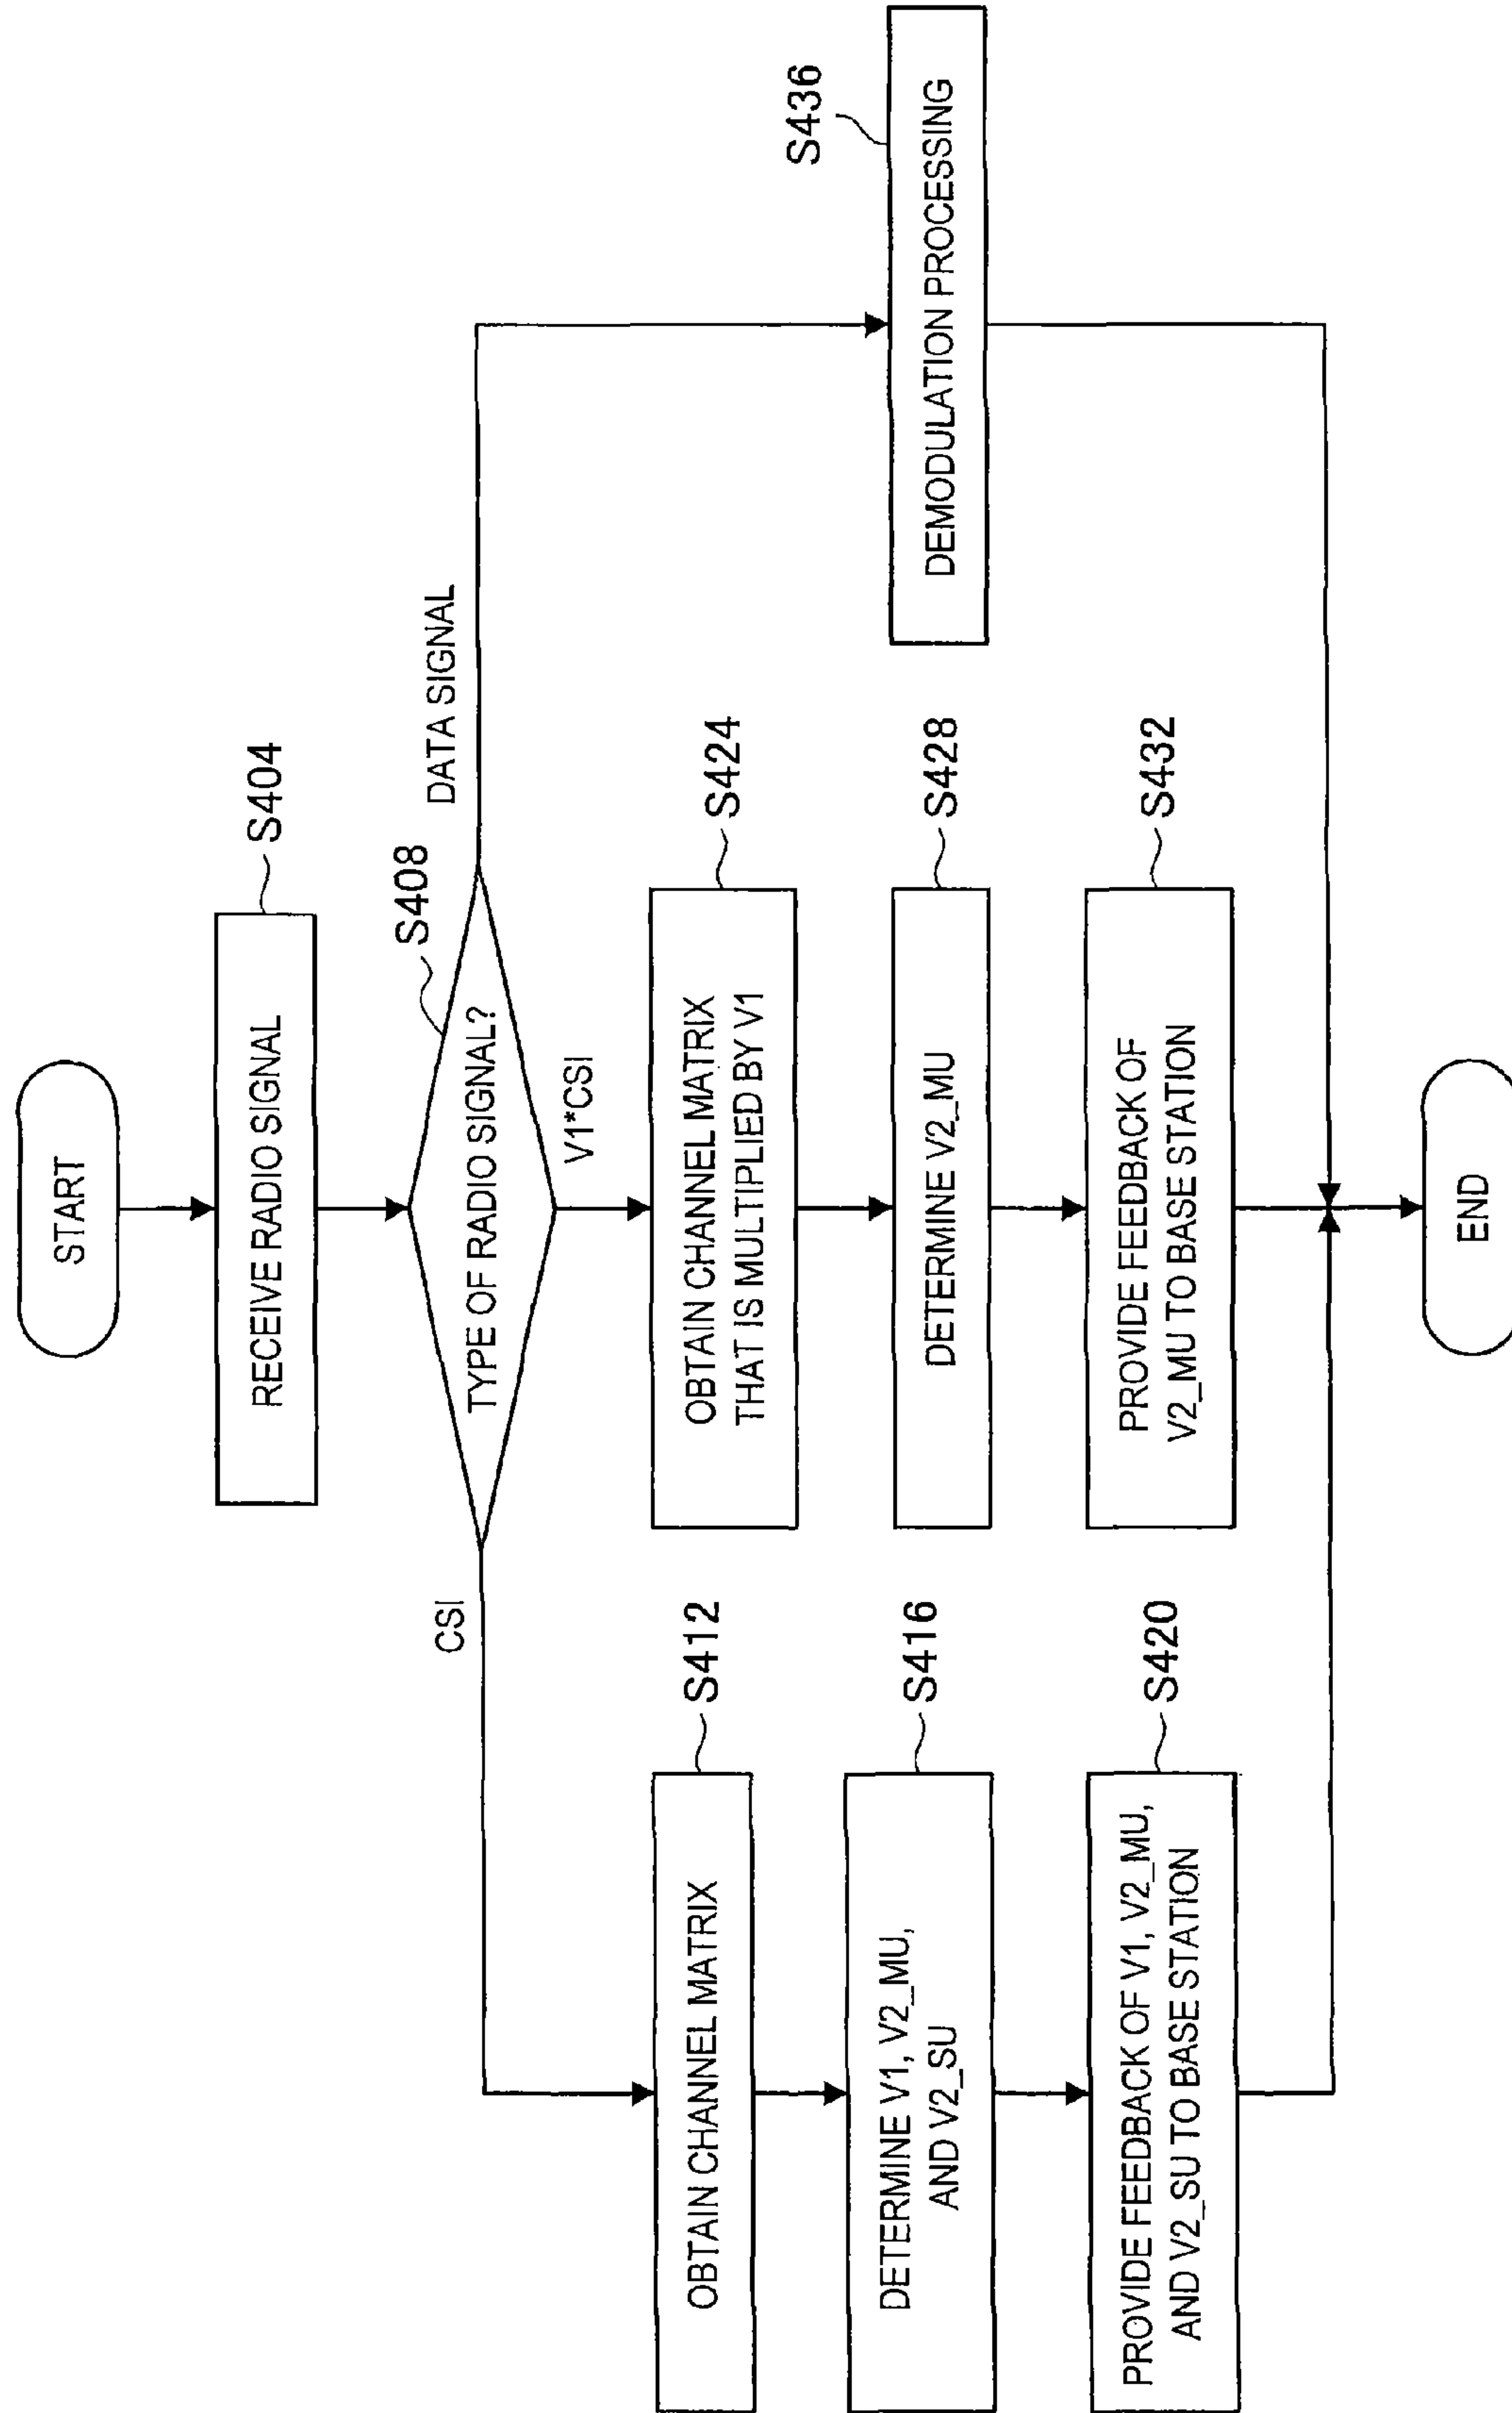 START
RECEIVE RADIO SIGNAL
S404
TYPE OF RADIO SIGNAL?
S408
CSI
V1*CSI
DATA SIGNAL
OBTAIN CHANNEL MATRIX
S412
DETERMINE V1, V2_MU,
AND V2_SU
S416
PROVIDE FEEDBACK OF V1, V2_MU,
AND V2_SU TO BASE STATION
S420
OBTAIN CHANNEL MATRIX
THAT IS MULTIPLIED BY V1
S424
DETERMINE V2_MU
S428
PROVIDE FEEDBACK OF
V2_MU TO BASE STATION
S432
DEMODULATION PROCESSING
S436
END